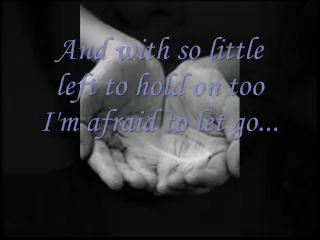 And with so little
left to hold on too
I'm afraid to let go...